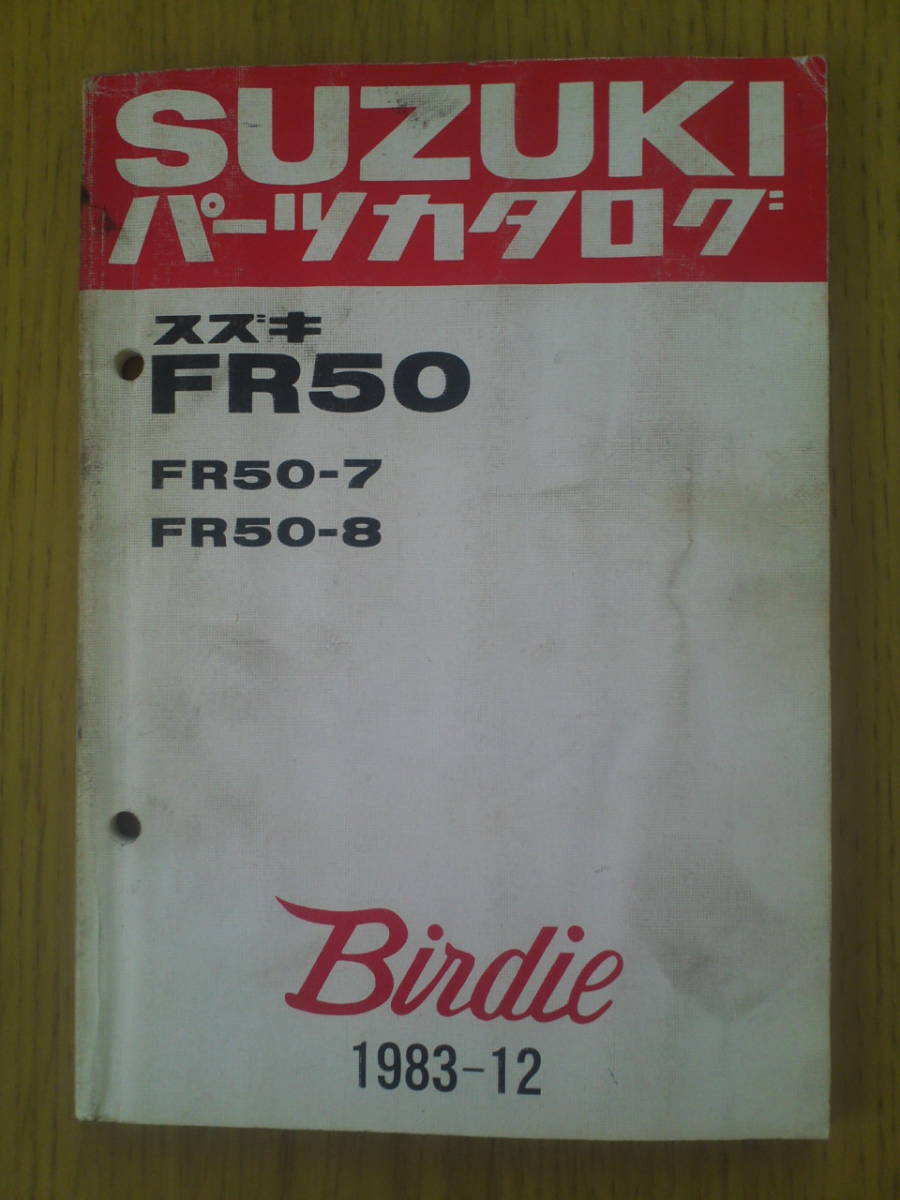 SUZUKI
パーツカタログ
スズキ
FR50
FR50-7
FR50-8
Birdie
1983-12